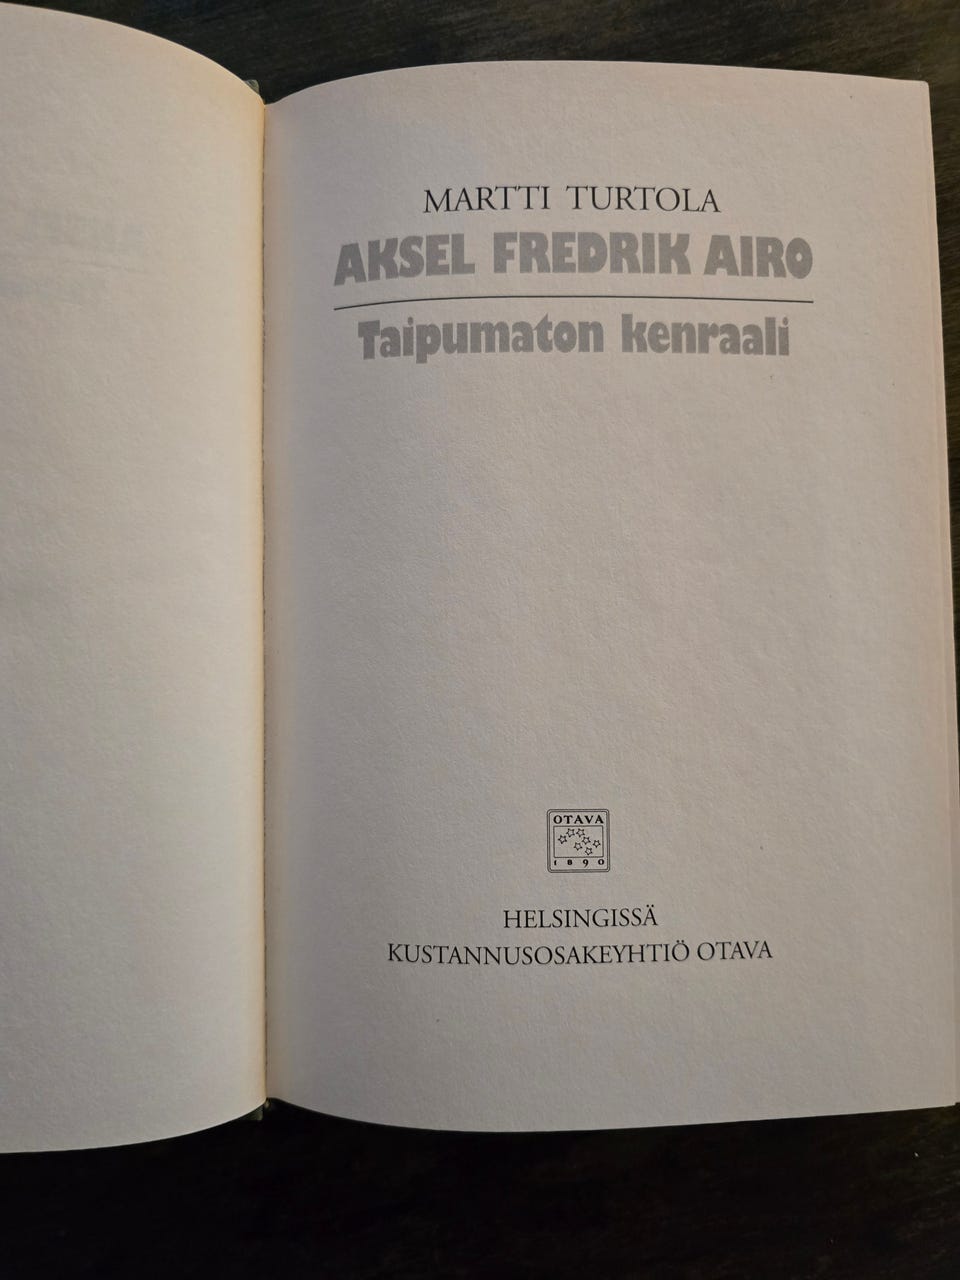 MARTTI TURTOLA
AKSEL FREDRIK AIRO
Taipumaton kenraali
OTAVA
1890
HELSINGISSÄ
KUSTANNUSOSAKEYHTIÖ OTAVA